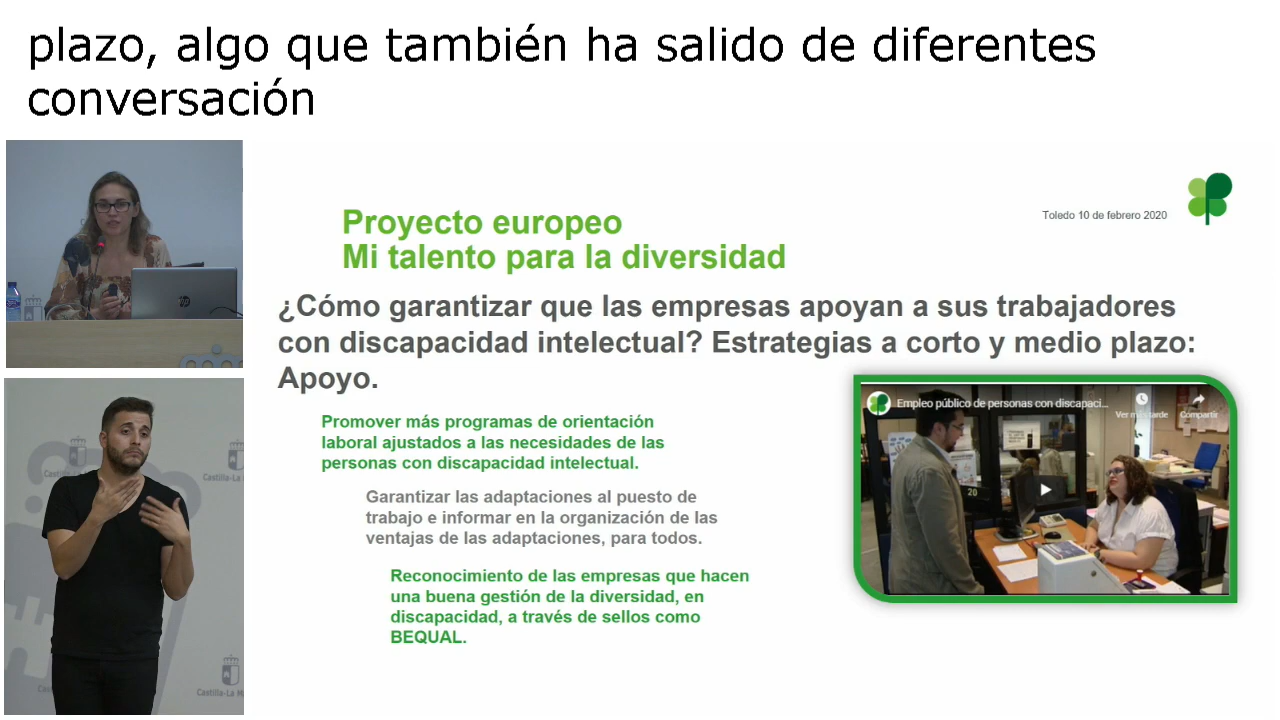 plazo, algo que también ha salido de diferentes
conversación
Proyecto europeo
Mi talento para la diversidad
Toledo 10 de febrero 2020
¿Cómo garantizar que las empresas apoyan a sus trabajadores
con discapacidad intelectual? Estrategias a corto y medio plazo:
Apoyo.
Promover más programas de orientación
laboral ajustados a las necesidades de las
personas con discapacidad intelectual.
Garantizar las adaptaciones al puesto de
trabajo e informar en la organización de las
ventajas de las adaptaciones, para todos.
Reconocimiento de las empresas que hacen
una buena gestión de la diversidad, en
discapacidad, a través de sellos como
BEQUAL.
Empleo público de personas con discapaci...
Ver más tarde
Compartir
20
hp
Castilla-La
Castilla-La M